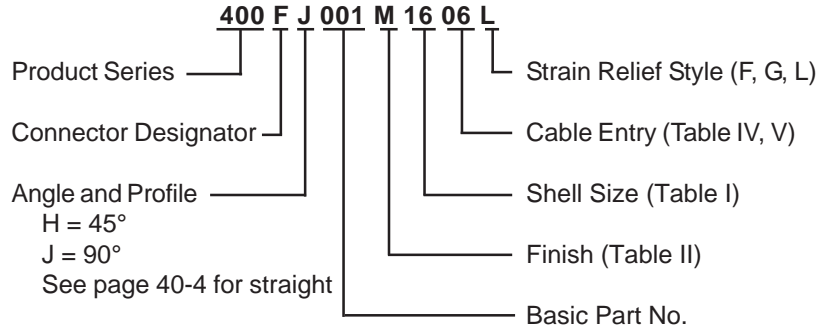 400 F J 001 M 16 06 L
Product Series
Connector Designator
Angle and Profile
H = 45°
J = 90°
See page 40-4 for straight
Strain Relief Style (F, G, L)
Cable Entry (Table IV, V)
Shell Size (Table I)
Finish (Table II)
Basic Part No.